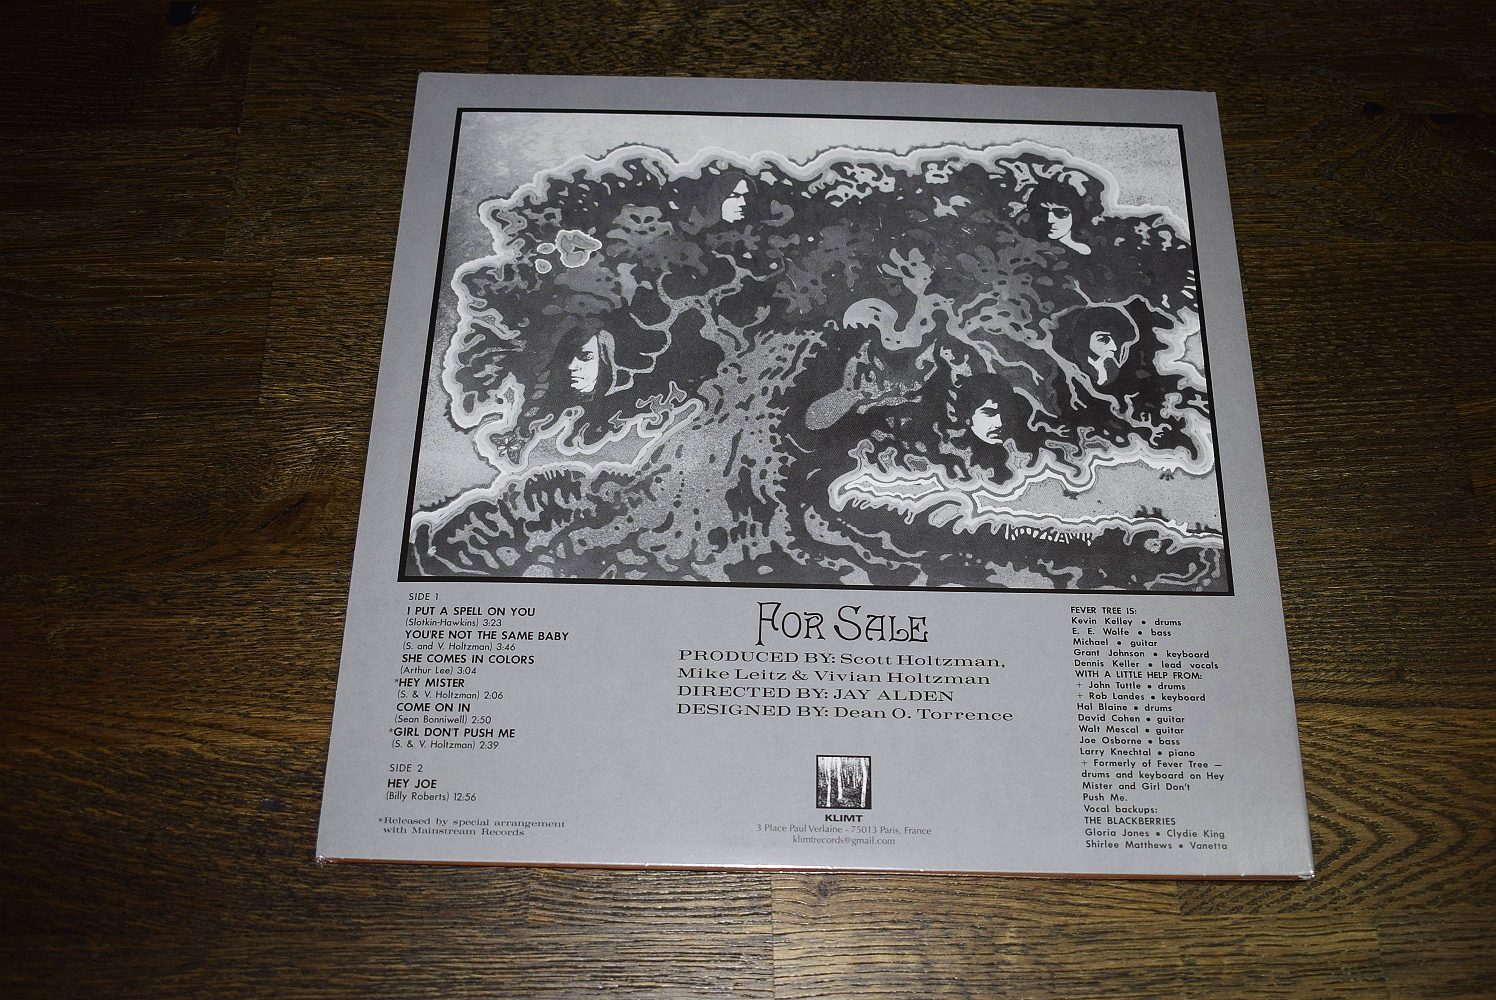 SIDE 1
I PUT A SPELL ON YOU
(Slotkin-Hawkins) 3:23
YOU'RE NOT THE SAME BABY
(S. and V. Holtzman) 3:46
SHE COMES IN COLORS
(Arthur Lee) 3:04
*HEY MISTER
(S. & V. Holtzman) 2:06
COME ON IN
(Sean Bonniwell) 2:50
*GIRL DON'T PUSH ME
(S. & V. Holtzman) 2:39
SIDE 2
HEY JOE
(Billy Roberts) 12:56
*Released by special arrangement
with Mainstream Records
FOR SALE
PRODUCED BY: Scott Holtzman,
Mike Leitz & Vivian Holtzman
DIRECTED BY: JAY ALDEN
DESIGNED BY: Dean O. Torrence
KLIMT
3 Place Paul Verlaine - 75013 Paris, France
klimtrecords@gmail.com
FEVER TREE IS:
Kevin Kelley • drums
E. E. Wolfe • bass
Michael • guitar
Grant Johnson • keyboard
Dennis Keller • lead vocals
WITH A LITTLE HELP FROM:
+ John Tuttle • drums
+ Rob Landes • keyboard
Hal Blaine • drums
David Cohen • guitar
Walt Mescal • guitar
Joe Osborne • bass
Larry Knechtal • piano
+ Formerly of Fever Tree —
drums and keyboard on Hey
Mister and Girl Don't
Push Me.
Vocal backups:
THE BLACKBERRIES
Gloria Jones • Clydie King
Shirlee Matthews • Vanetta